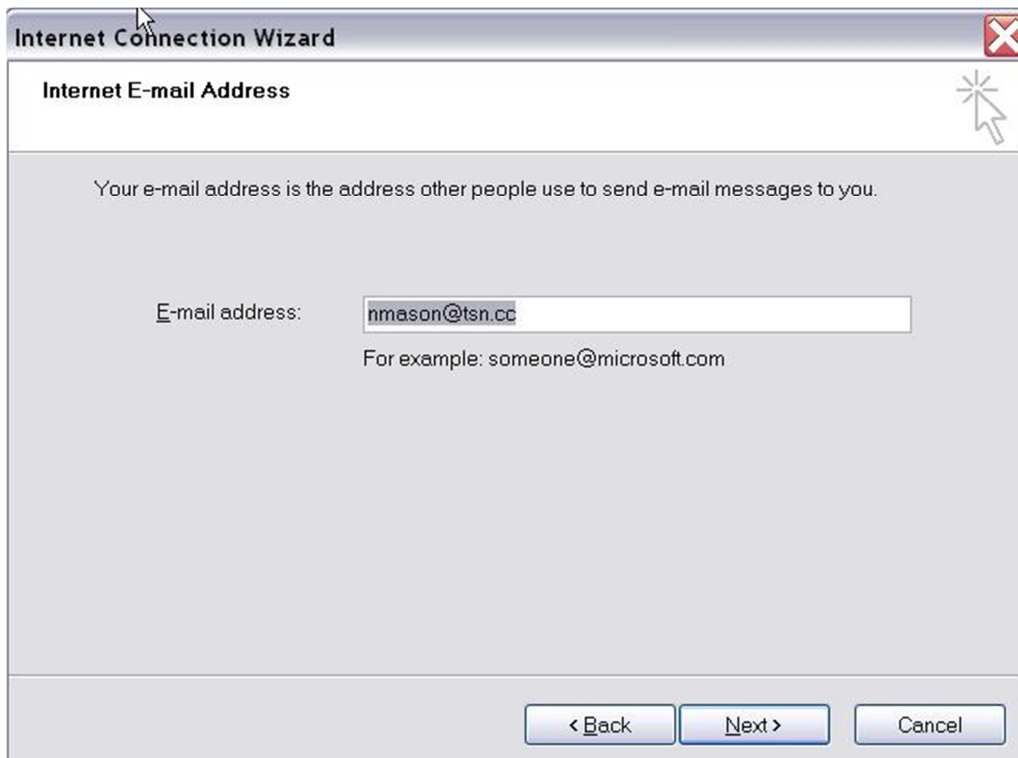 Internet Connection Wizard
Internet E-mail Address
Your e-mail address is the address other people use to send e-mail messages to you.
E-mail address: nmason@tsn.cc
For example: someone@microsoft.com
< Back Next > Cancel